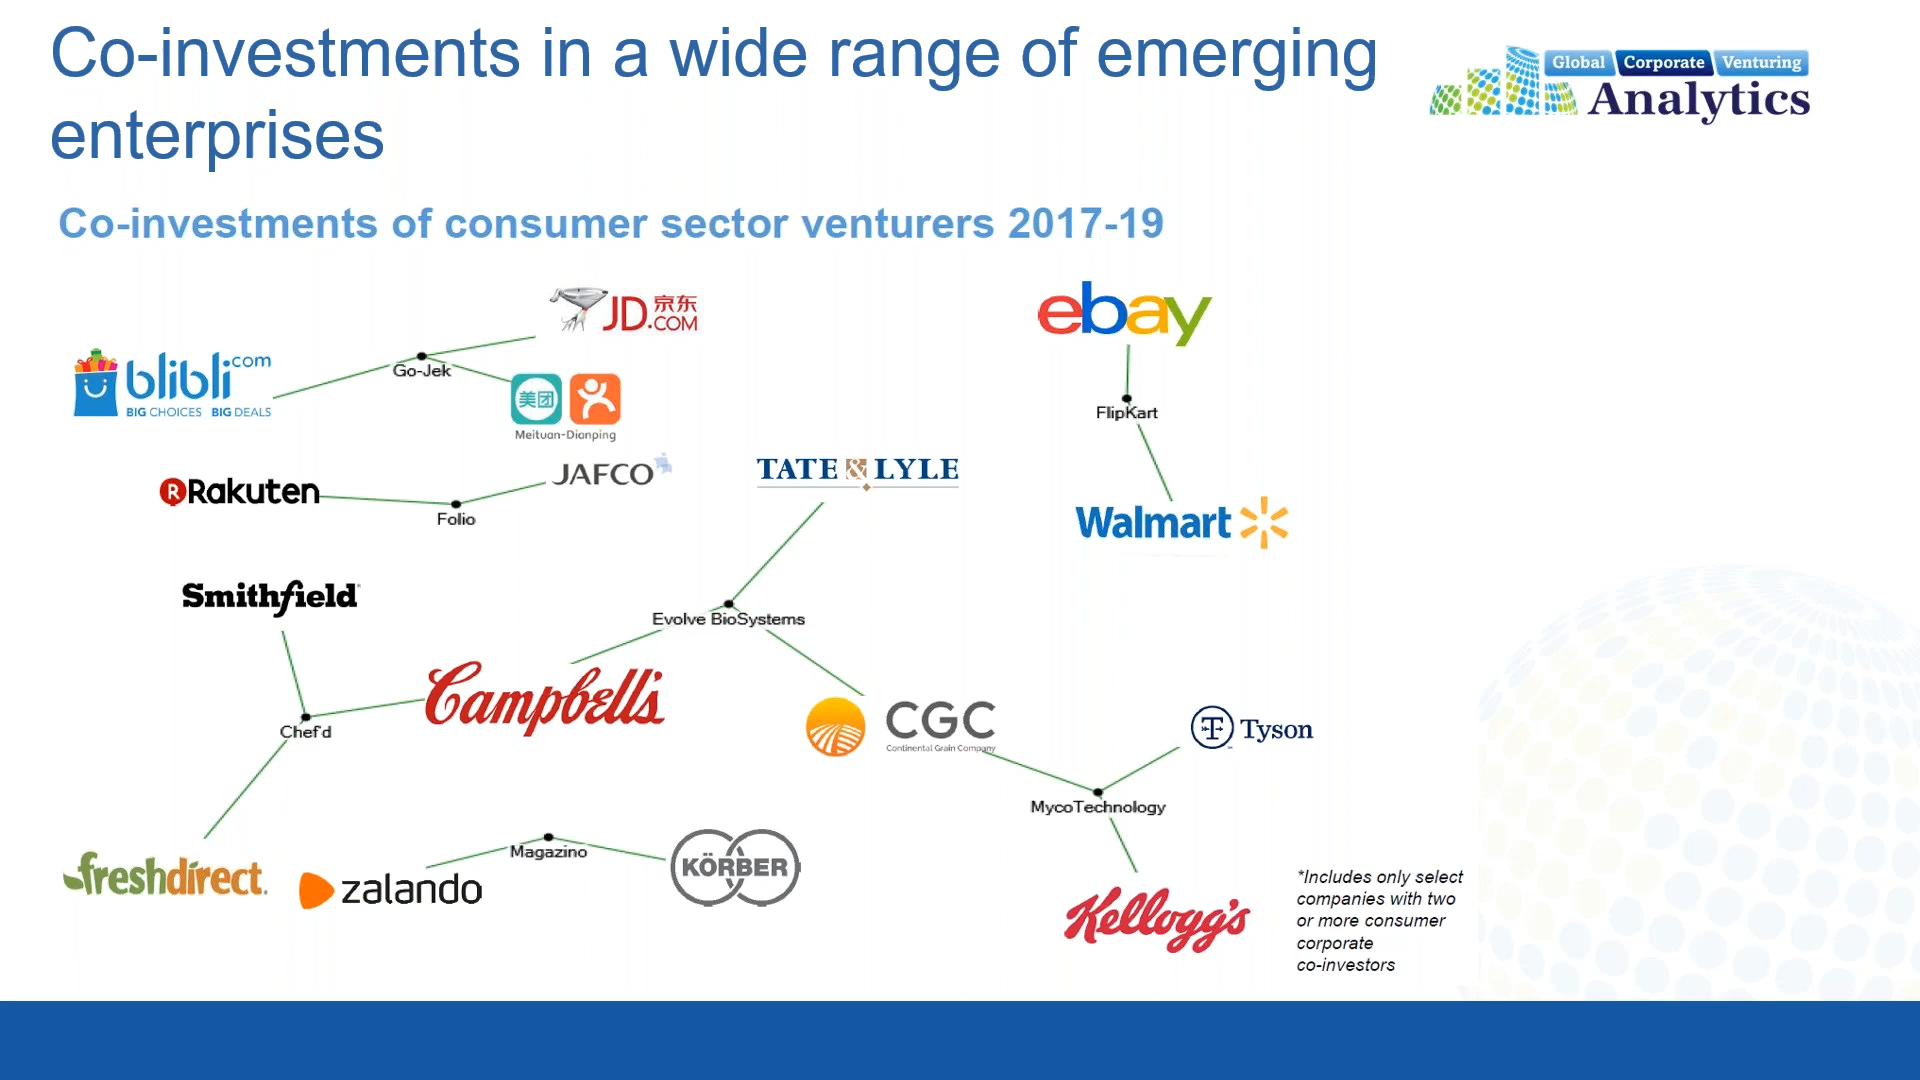 Co-investments in a wide range of emerging
enterprises
Global Corporate Venturing
Analytics
Co-investments of consumer sector venturers 2017-19
JD.COM 京东
blibli.com
BIG CHOICES BIG DEALS
Go-Jek
美团
Meituan-Dianping
ebay
FlipKart
Walmart
Rakuten
Folio
JAFCO
TATE & LYLE
Smithfield
Evolve BioSystems
Chef'd
Campbell's
CGC
Continental Grain Company
Tyson
MycoTechnology
freshdirect.
zalando
Magazino
KÖRBER
Kellogg's
*Includes only select
companies with two
or more consumer
corporate
co-investors